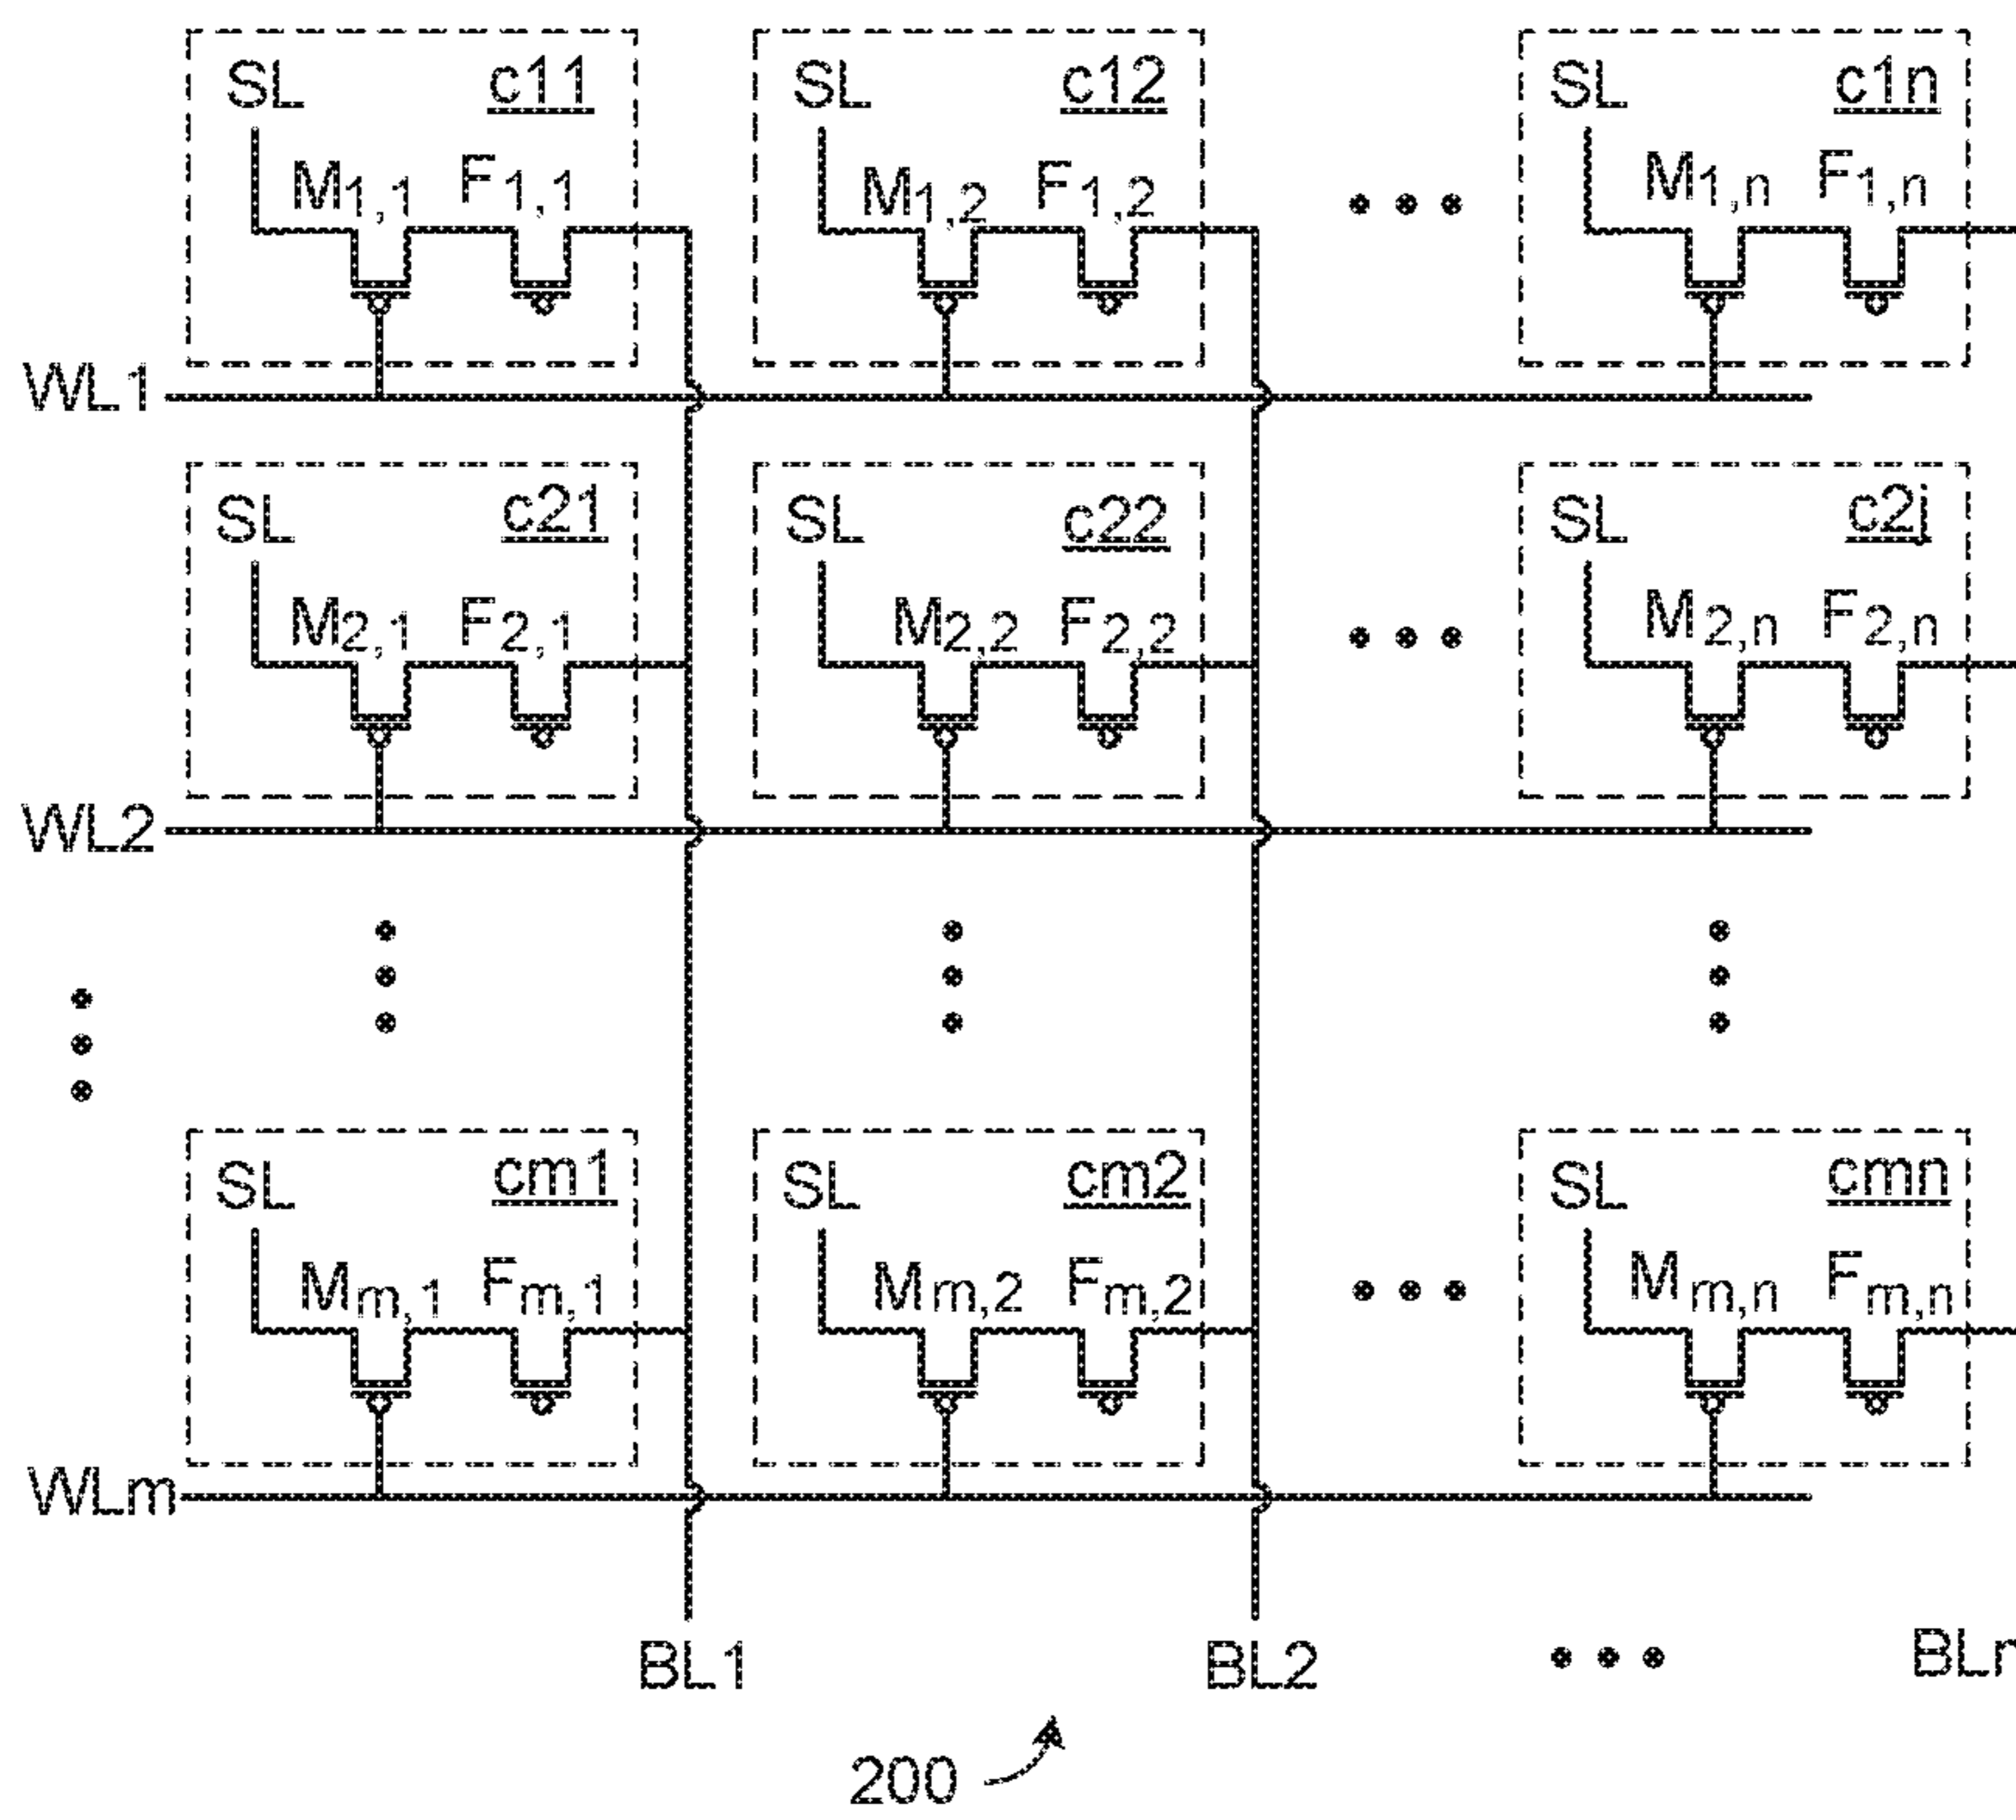 SL c11 SL c12 SL c1n
M1,1 F1,1 M1,2 F1,2 M1,n F1,n
WL1
SL c21 SL c22 SL c2j
M2,1 F2,1 M2,2 F2,2 M2,n F2,n
WL2
SL cm1 SL cm2 SL cmn
Mm,1 Fm,1 Mm,2 Fm,2 Mm,n Fm,n
WLm
BL1 BL2
200